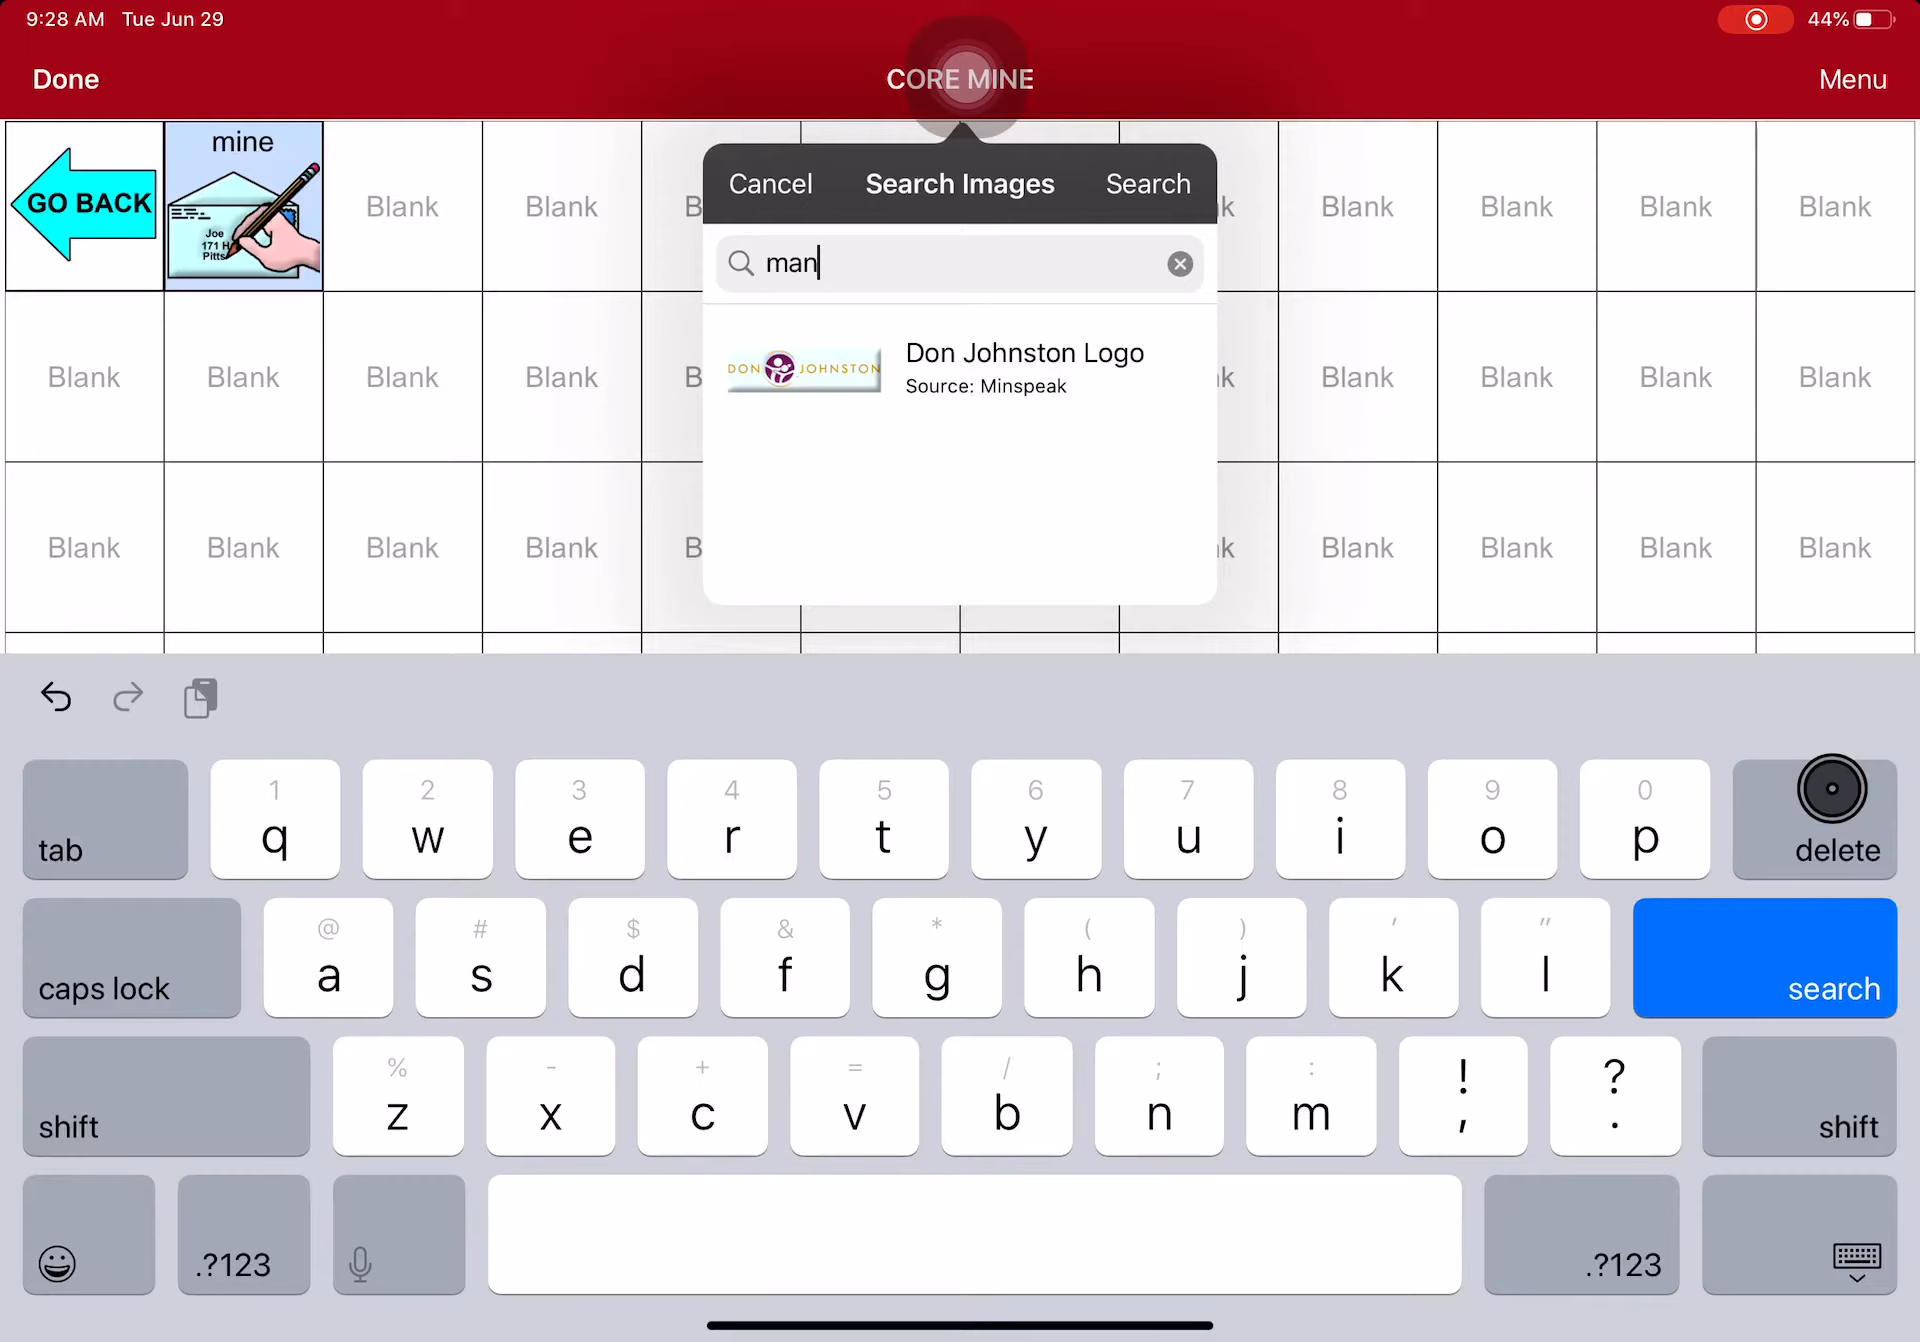 9:28 AM Tue Jun 29
44%
Done
CORE MINE
Menu
GO BACK
mine
Joe
171 H
Pitts
Blank Blank Blank Blank Blank Blank
Cancel Search Images Search
man
DON JOHNSTON
Don Johnston Logo
Source: Minspeak
Blank Blank Blank Blank B k Blank Blank Blank Blank
Blank Blank Blank Blank B k Blank Blank Blank Blank
tab 1 q 2 w 3 e 4 r 5 t 6 y 7 u 8 i 9 o 0 p delete
caps lock @ a # s $ d & f * g ( h ) j ' k " l search
shift % z - x + c = v / b ; n : m ! , ? . shift
.?123 .?123